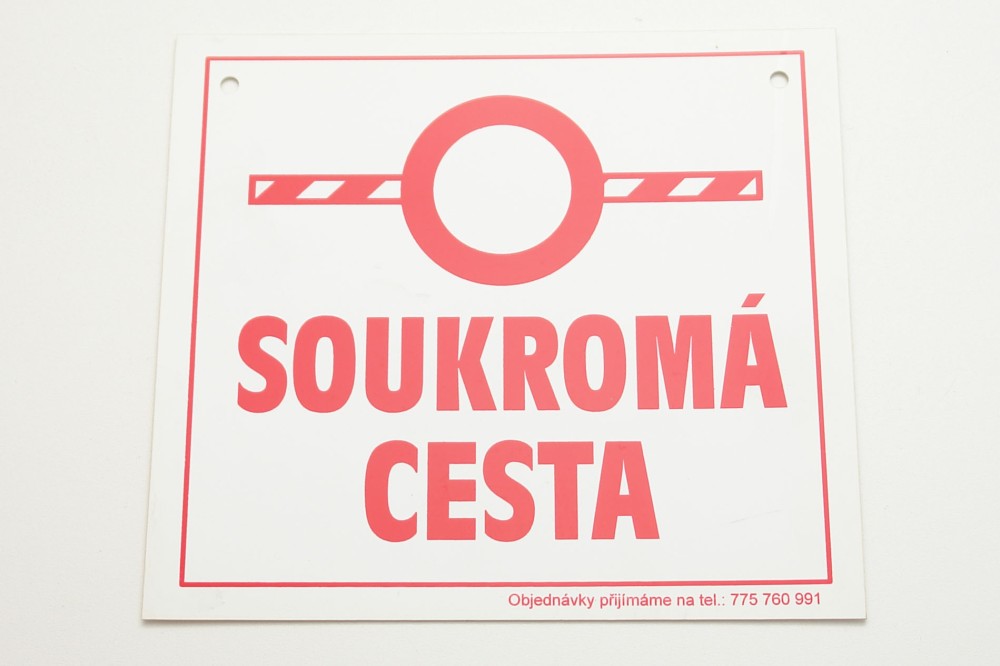 SOUKROMÁ
CESTA
Objednávky přijímáme na tel.: 775 760 991